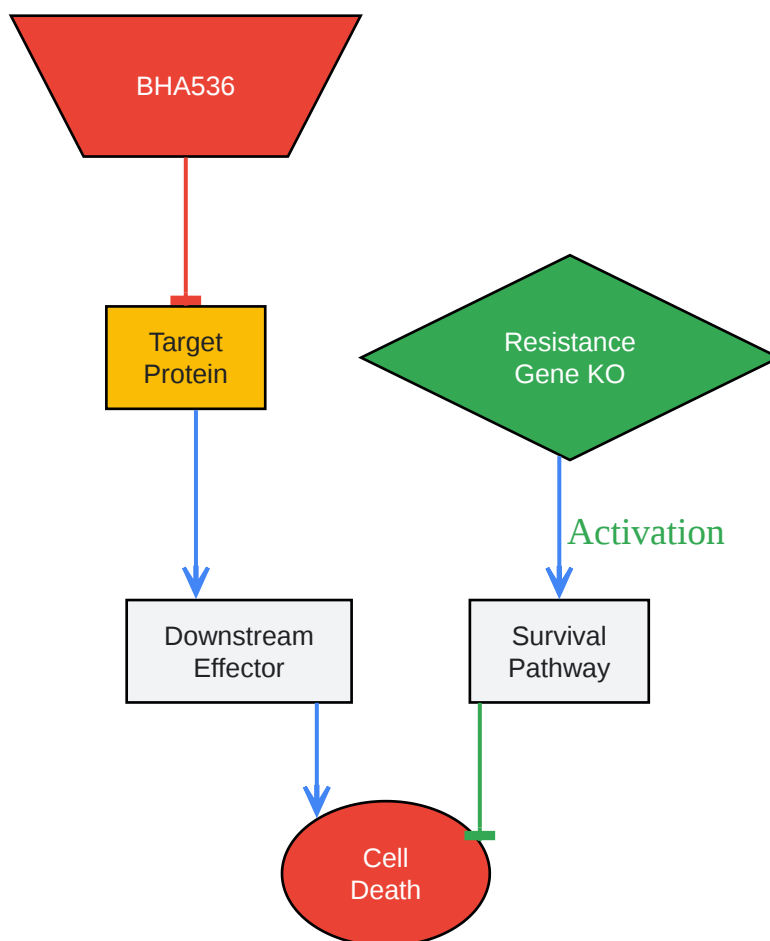 BHA536
Target
Protein
Resistance
Gene KO
Activation
Downstream
Effector
Survival
Pathway
Cell
Death